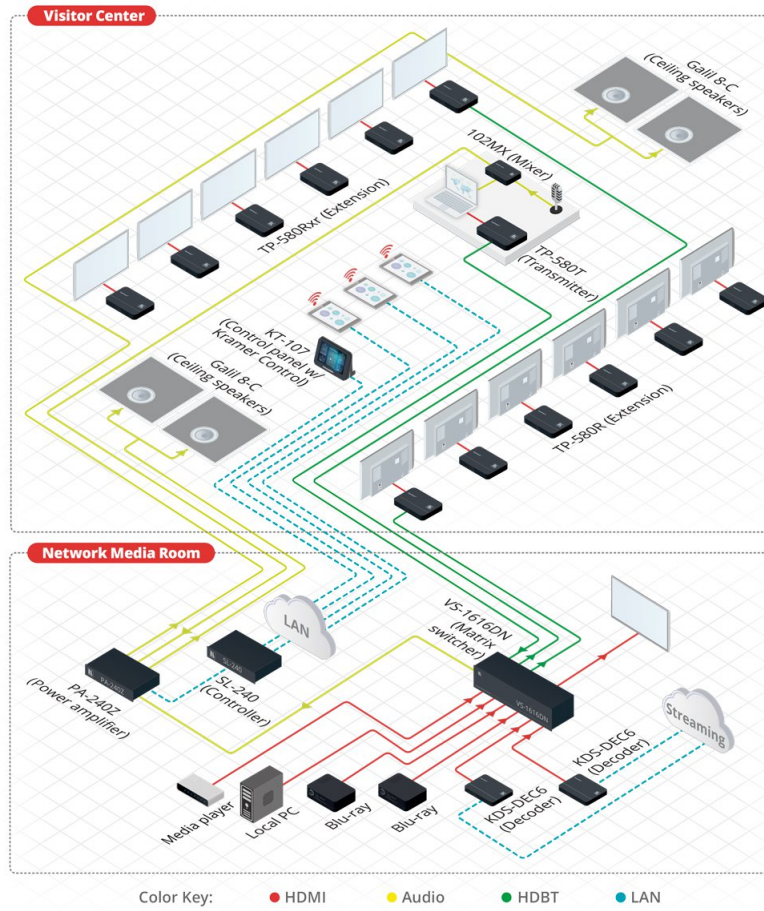 Visitor Center
Galil 8-C
(Ceiling speakers)
102MX (Mixer)
TP-580Rxr (Extension)
TP-580T
(Transmitter)
KT-107
(Control panel w/
Kramer Control)
Galil 8-C
(Ceiling speakers)
TP-580R (Extension)
Network Media Room
LAN
VS-1616DN
(Matrix
switcher)
SL-240
PA-240Z
SL-240
(Controller)
PA-240Z
(Power amplifier)
VS-1616DN
Streaming
KDS-DEC6
(Decoder)
KDS-DEC6
(Decoder)
Media player
Local PC
Blu-ray
Blu-ray
Color Key: HDMI Audio HDBT LAN